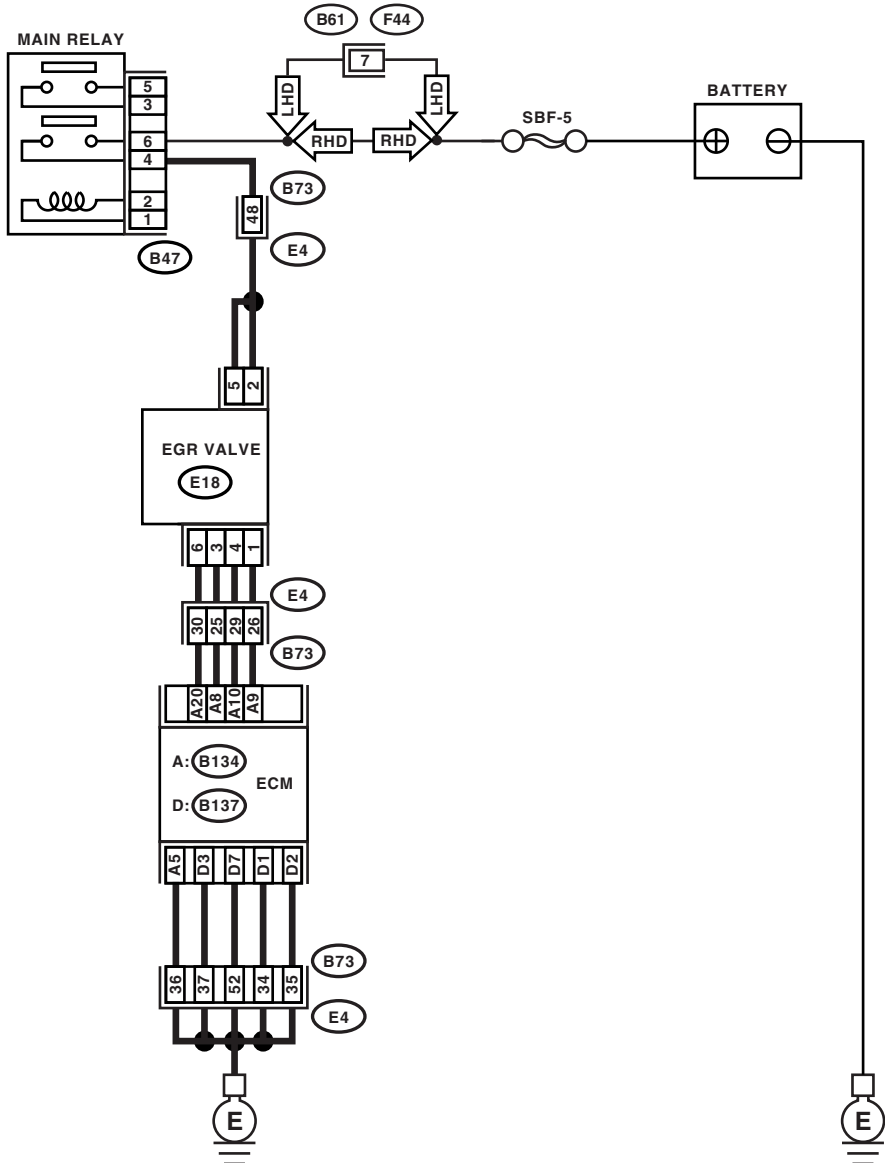 B61 F44
MAIN RELAY
7
5
3
6
4
2
1
LHD
LHD
RHD
RHD
SBF-5
BATTERY
B73
48
E4
B47
5 2
EGR VALVE
E18
6 3 4 1
E4
30 25 29 26
B73
A20 A8 A10 A9
A: B134
ECM
D: B137
A5 D3 D7 D1 D2
B73
36 37 52 34 35
E4
E
E